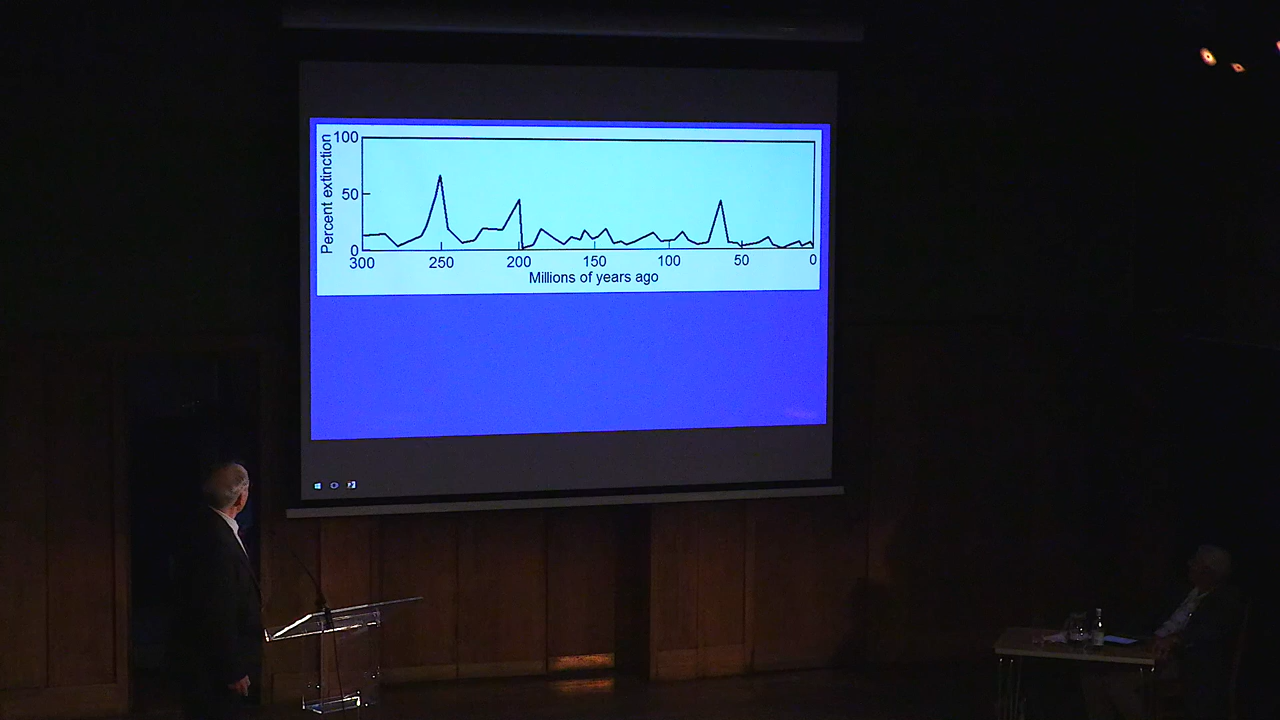 Percent extinction
100
50
0
300 250 200 150 100 50 0
Millions of years ago